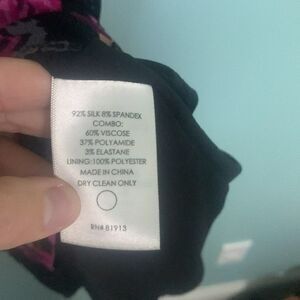 92% SILK 8% SPANDEX
COMBO:
60% VISCOSE
37% POLYAMIDE
3% ELASTANE
LINING:100% POLYESTER
MADE IN CHINA
DRY CLEAN ONLY
RN# 81913